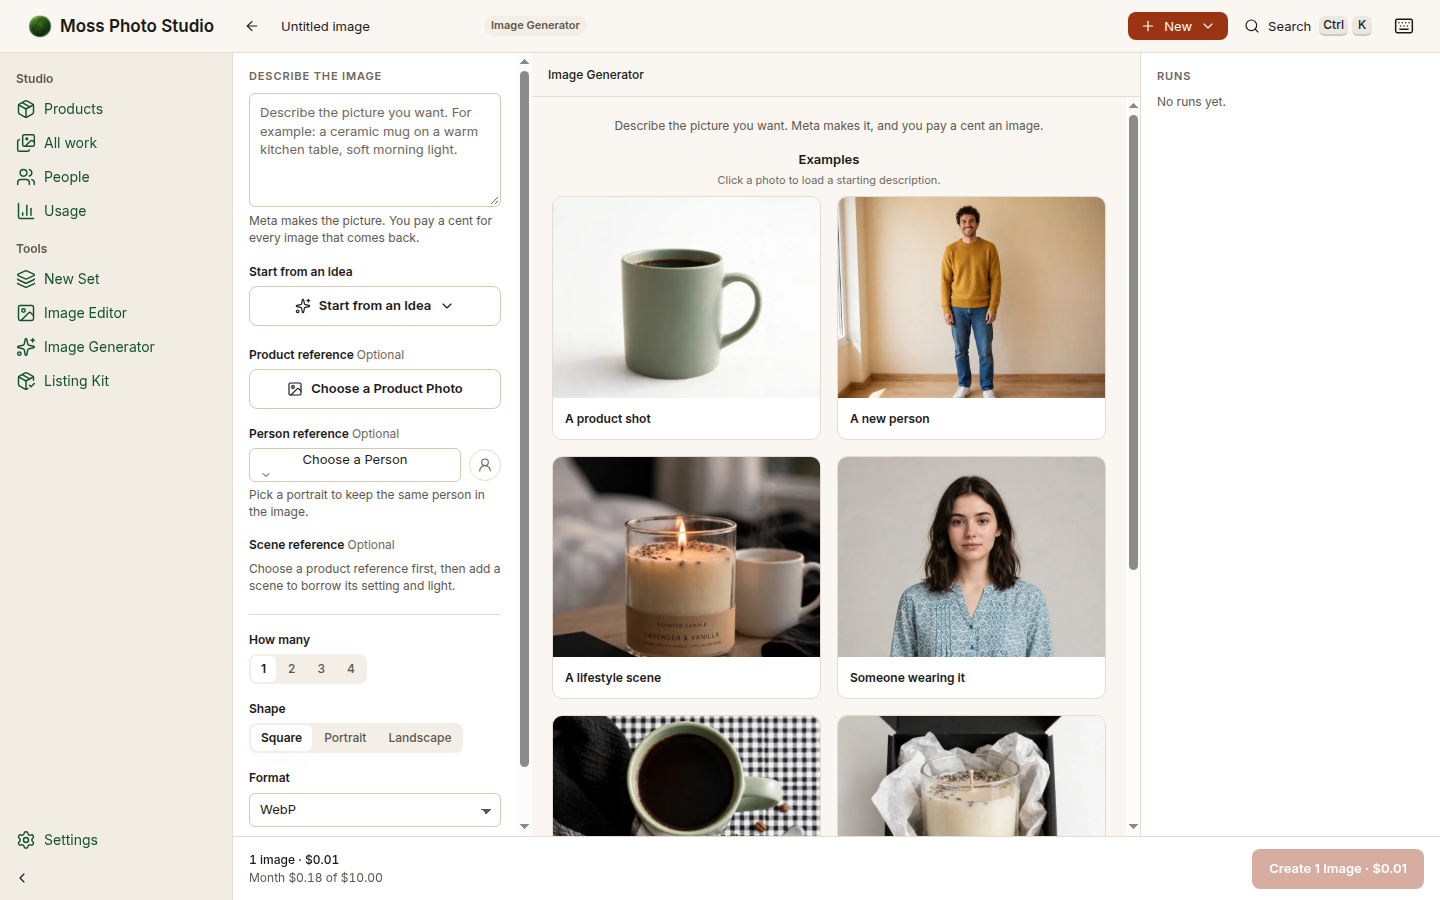 Moss Photo Studio
Untitled image
Image Generator
New
Search
Ctrl
K
Studio
Products
All work
People
Usage
Tools
New Set
Image Editor
Image Generator
Listing Kit
Settings
DESCRIBE THE IMAGE
Describe the picture you want. For
example: a ceramic mug on a warm
kitchen table, soft morning light.
Meta makes the picture. You pay a cent for
every image that comes back.
Start from an idea
Start from an Idea
Product reference Optional
Choose a Product Photo
Person reference Optional
Choose a Person
Pick a portrait to keep the same person in
the image.
Scene reference Optional
Choose a product reference first, then add a
scene to borrow its setting and light.
How many
1 2 3 4
Shape
Square Portrait Landscape
Format
WebP
Image Generator
Describe the picture you want. Meta makes it, and you pay a cent an image.
Examples
Click a photo to load a starting description.
A product shot
A new person
SCENTED CANDLE
LAVENDER & VANILLA
A lifestyle scene
Someone wearing it
RUNS
No runs yet.
1 image · $0.01
Month $0.18 of $10.00
Create 1 Image · $0.01